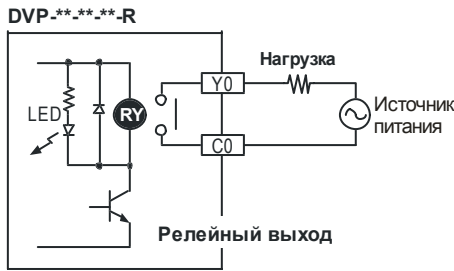 DVP-**-**-**-R
Нагрузка
Y0
LED
RY
Источник
питания
C0
Релейный выход